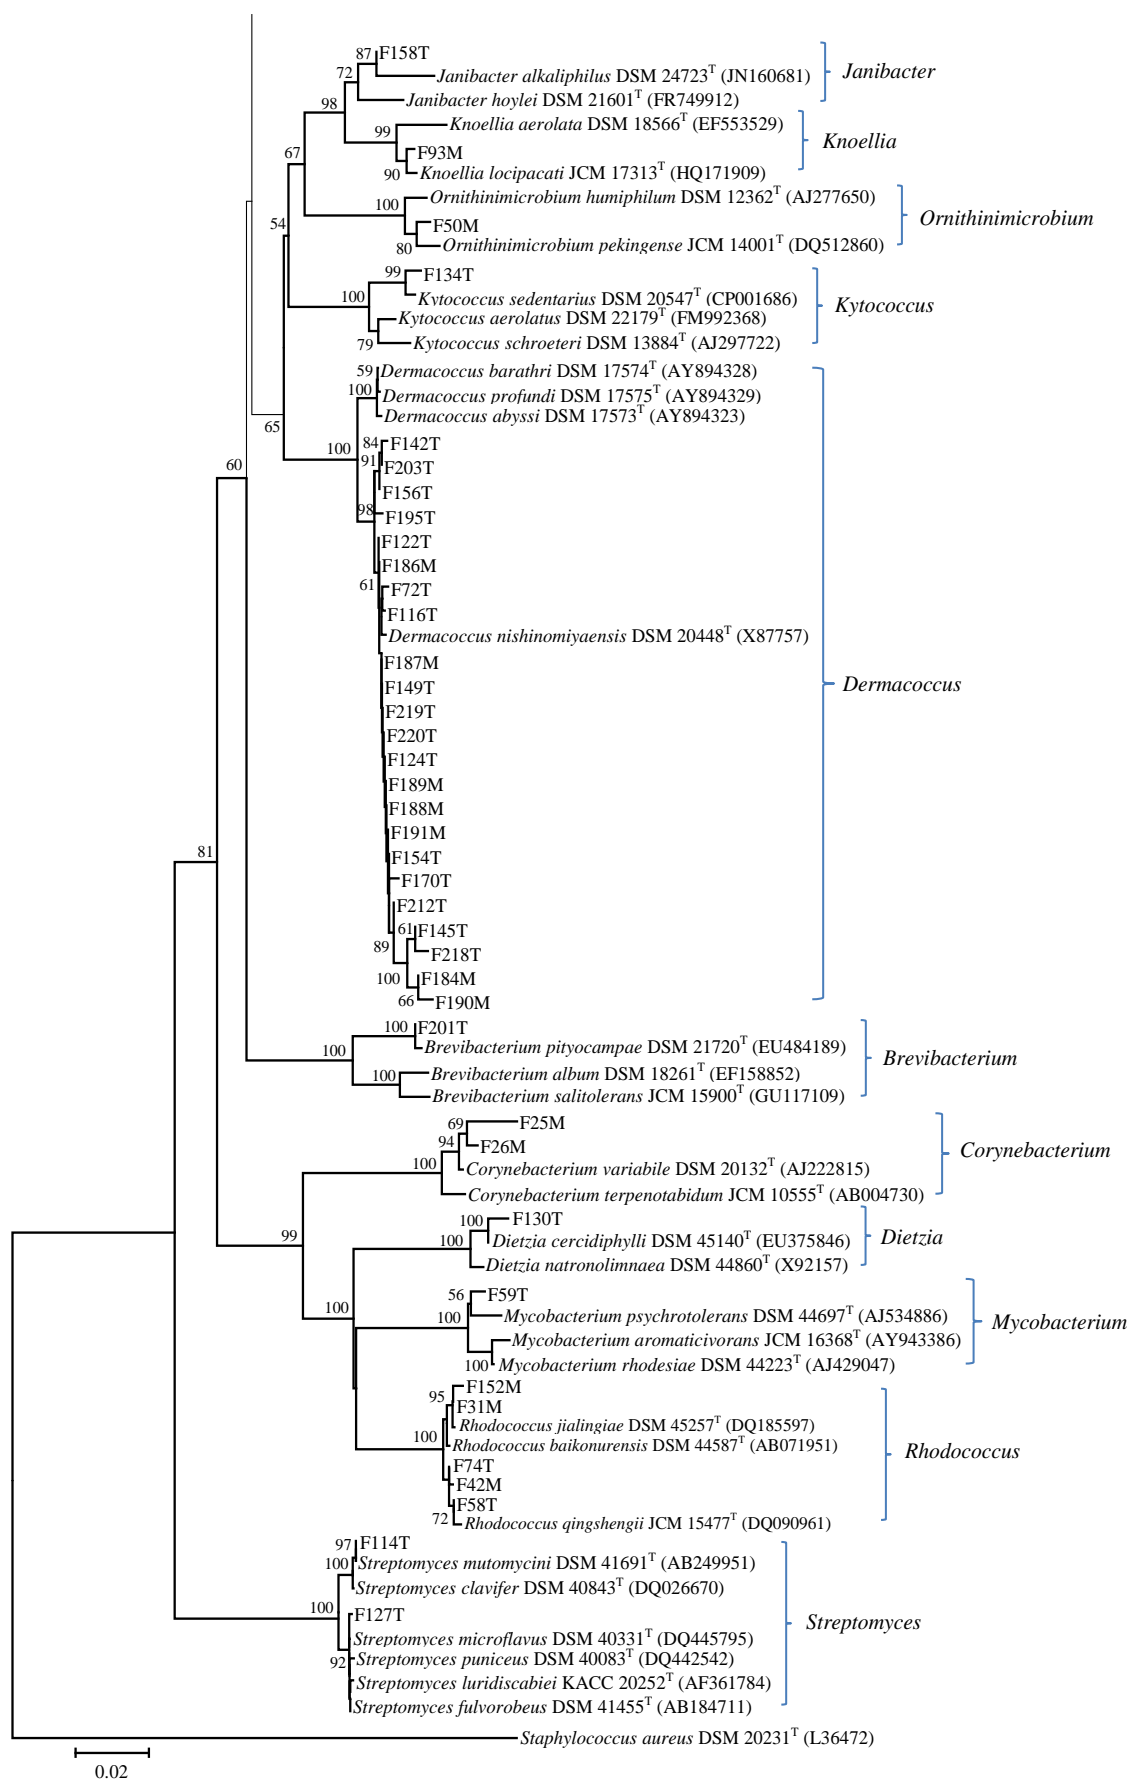 87 F158T
72 Janibacter alkaliphilus DSM 24723T (JN160681)
Janibacter
98 Janibacter hoylei DSM 21601T (FR749912)
Knoellia aerolata DSM 18566T (EF553529)
99
Knoellia
67 F93M
90 Knoellia locipacati JCM 17313T (HQ171909)
Ornithinimicrobium humiphilum DSM 12362T (AJ277650)
100
Ornithinimicrobium
54 F50M
80 Ornithinimicrobium pekingense JCM 14001T (DQ512860)
99 F134T
100 Kytococcus sedentarius DSM 20547T (CP001686)
Kytococcus
Kytococcus aerolatus DSM 22179T (FM992368)
79 Kytococcus schroeteri DSM 13884T (AJ297722)
59 Dermacoccus barathri DSM 17574T (AY894328)
100 Dermacoccus profundi DSM 17575T (AY894329)
65 Dermacoccus abyssi DSM 17573T (AY894323)
100 84 F142T
60 91 F203T
F156T
98 F195T
F122T
F186M
61 F72T
F116T
Dermacoccus nishinomiyaensis DSM 20448T (X87757)
F187M
Dermacoccus
F149T
F219T
F220T
F124T
F189M
F188M
F191M
81 F154T
F170T
F212T
61 F145T
89 F218T
100 F184M
66 F190M
100 F201T
100 Brevibacterium pityocampae DSM 21720T (EU484189)
Brevibacterium
100 Brevibacterium album DSM 18261T (EF158852)
Brevibacterium salitolerans JCM 15900T (GU117109)
69 F25M
94 F26M
Corynebacterium
100 Corynebacterium variabile DSM 20132T (AJ222815)
Corynebacterium terpenotabidum JCM 10555T (AB004730)
100 F130T
99 100 Dietzia cercidiphylli DSM 45140T (EU375846)
Dietzia
Dietzia natronolimnaea DSM 44860T (X92157)
56 F59T
100 100 Mycobacterium psychrotolerans DSM 44697T (AJ534886)
Mycobacterium
Mycobacterium aromaticivorans JCM 16368T (AY943386)
100 Mycobacterium rhodesiae DSM 44223T (AJ429047)
95 F152M
F31M
Rhodococcus jialingiae DSM 45257T (DQ185597)
100 Rhodococcus baikonurensis DSM 44587T (AB071951)
Rhodococcus
F74T
F42M
F58T
72 Rhodococcus qingshengii JCM 15477T (DQ090961)
97 F114T
100 Streptomyces mutomycini DSM 41691T (AB249951)
Streptomyces clavifer DSM 40843T (DQ026670)
100 F127T
Streptomyces
Streptomyces microflavus DSM 40331T (DQ445795)
92 Streptomyces puniceus DSM 40083T (DQ442542)
Streptomyces luridiscabiei KACC 20252T (AF361784)
Streptomyces fulvorobeus DSM 41455T (AB184711)
Staphylococcus aureus DSM 20231T (L36472)
0.02